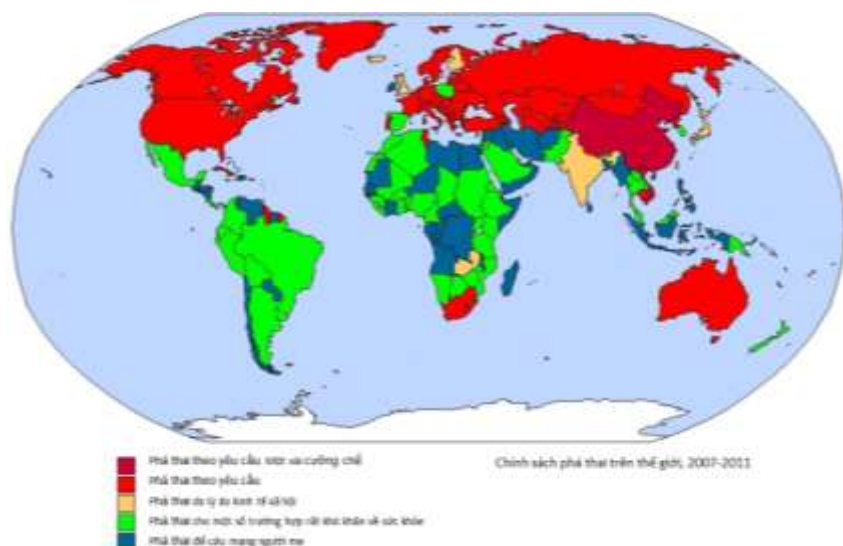 Phá thai theo yêu cầu và cưỡng chế
Chính sách phá thai trên thế giới, 2007-2011
Phá thai theo yêu cầu
Phá thai do lý do kinh tế xã hội
Phá thai cho một số trường hợp rất khó khăn về sức khỏe
Phá thai để cứu mạng người mẹ